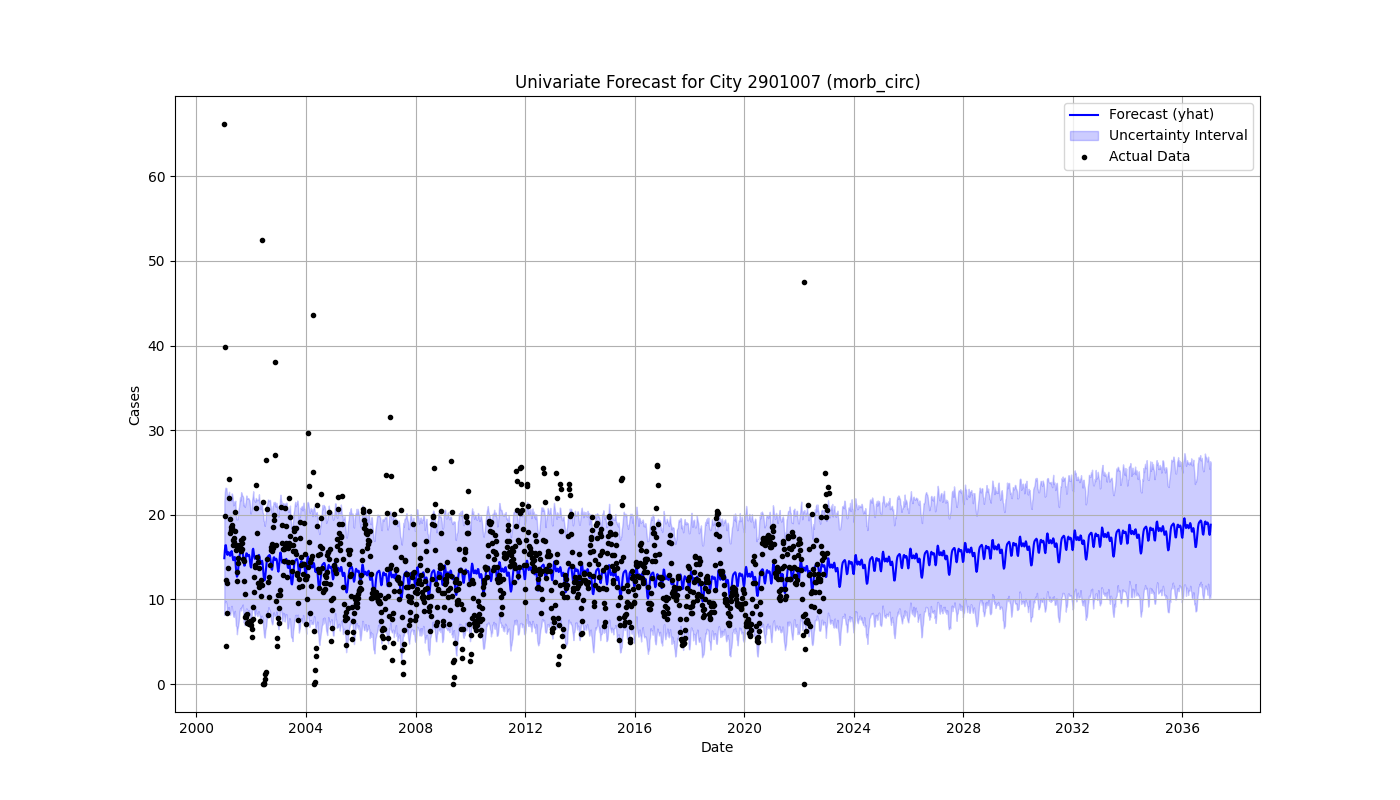 Univariate Forecast for City 2901007 (morb_circ)
Forecast (yhat)
Uncertainty Interval
Actual Data
Cases
60
50
40
30
20
10
0
2000 2004 2008 2012 2016 2020 2024 2028 2032 2036
Date